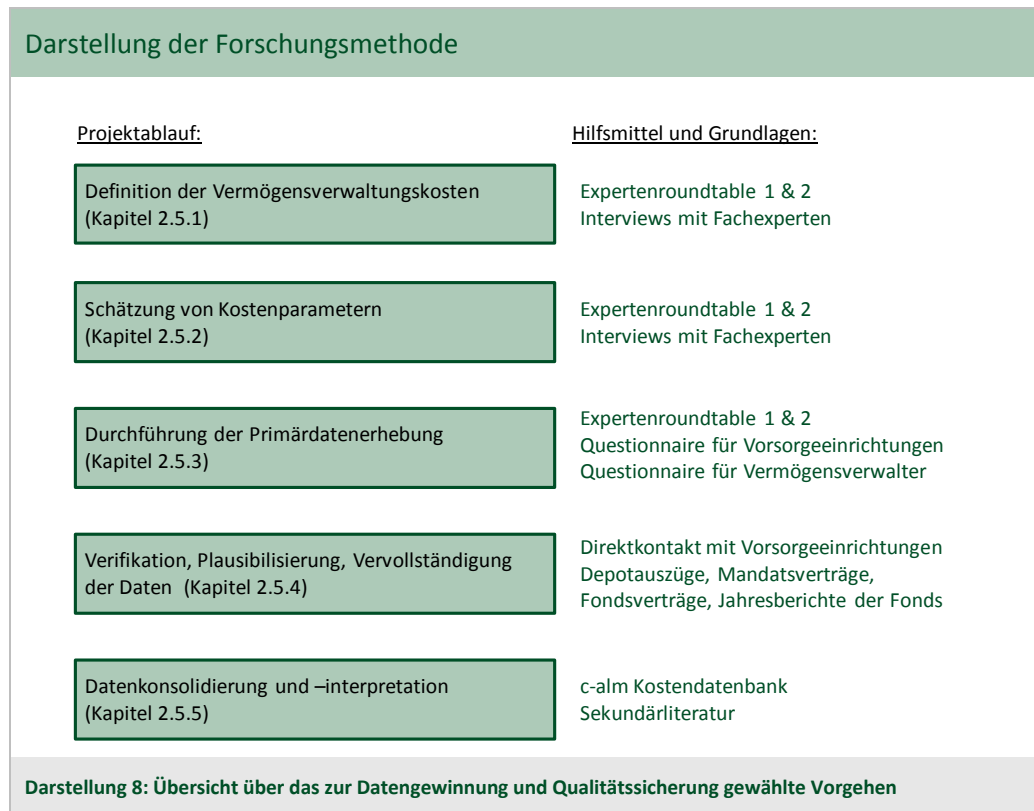 Darstellung der Forschungsmethode
Projektablauf:
Hilfsmittel und Grundlagen:
Definition der Vermögensverwaltungskosten
(Kapitel 2.5.1)
Expertenroundtable 1 & 2
Interviews mit Fachexperten
Schätzung von Kostenparametern
(Kapitel 2.5.2)
Expertenroundtable 1 & 2
Interviews mit Fachexperten
Durchführung der Primärdatenerhebung
(Kapitel 2.5.3)
Expertenroundtable 1 & 2
Questionnaire für Vorsorgeeinrichtungen
Questionnaire für Vermögensverwalter
Verifikation, Plausibilisierung, Vervollständigung
der Daten (Kapitel 2.5.4)
Direktkontakt mit Vorsorgeeinrichtungen
Depotauszüge, Mandatsverträge,
Fondsverträge, Jahresberichte der Fonds
Datenkonsolidierung und –interpretation
(Kapitel 2.5.5)
c-alm Kostendatenbank
Sekundärliteratur
Darstellung 8: Übersicht über das zur Datengewinnung und Qualitätssicherung gewählte Vorgehen